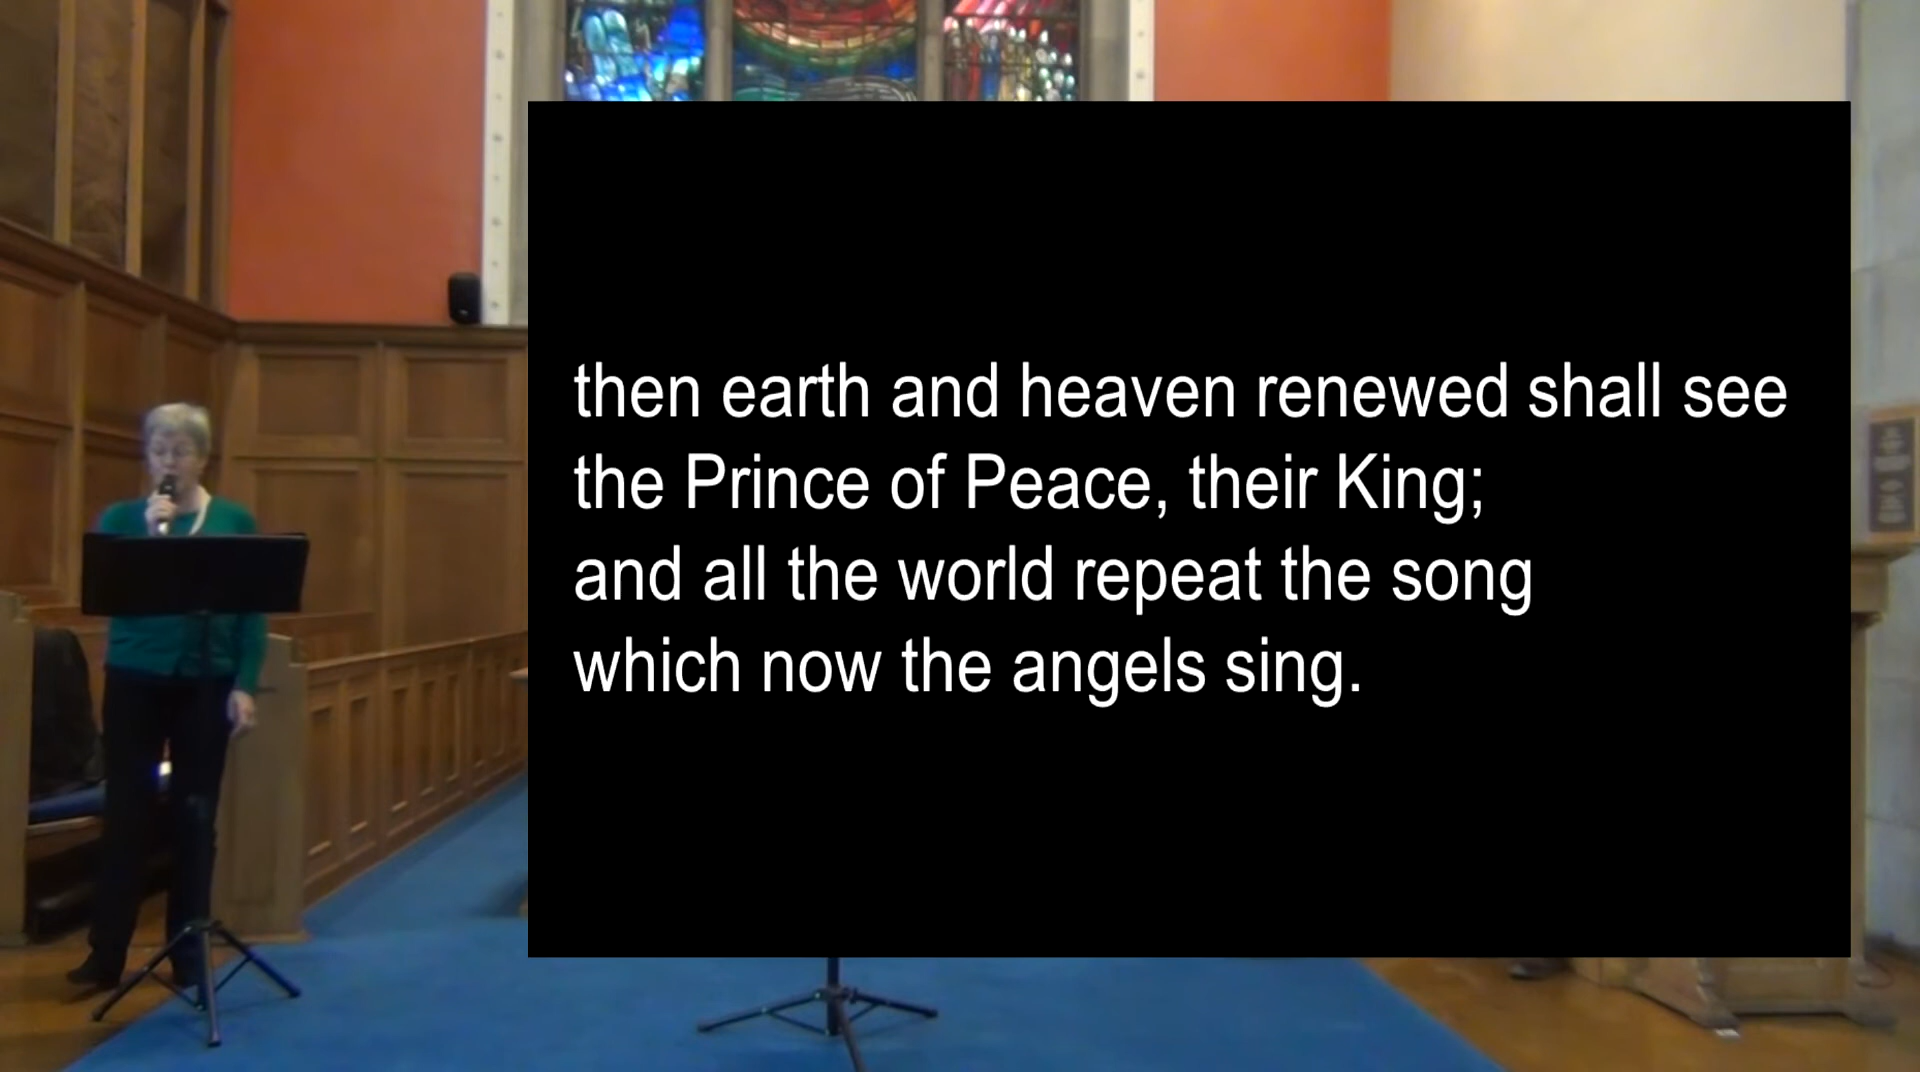 then earth and heaven renewed shall see
the Prince of Peace, their King;
and all the world repeat the song
which now the angels sing.